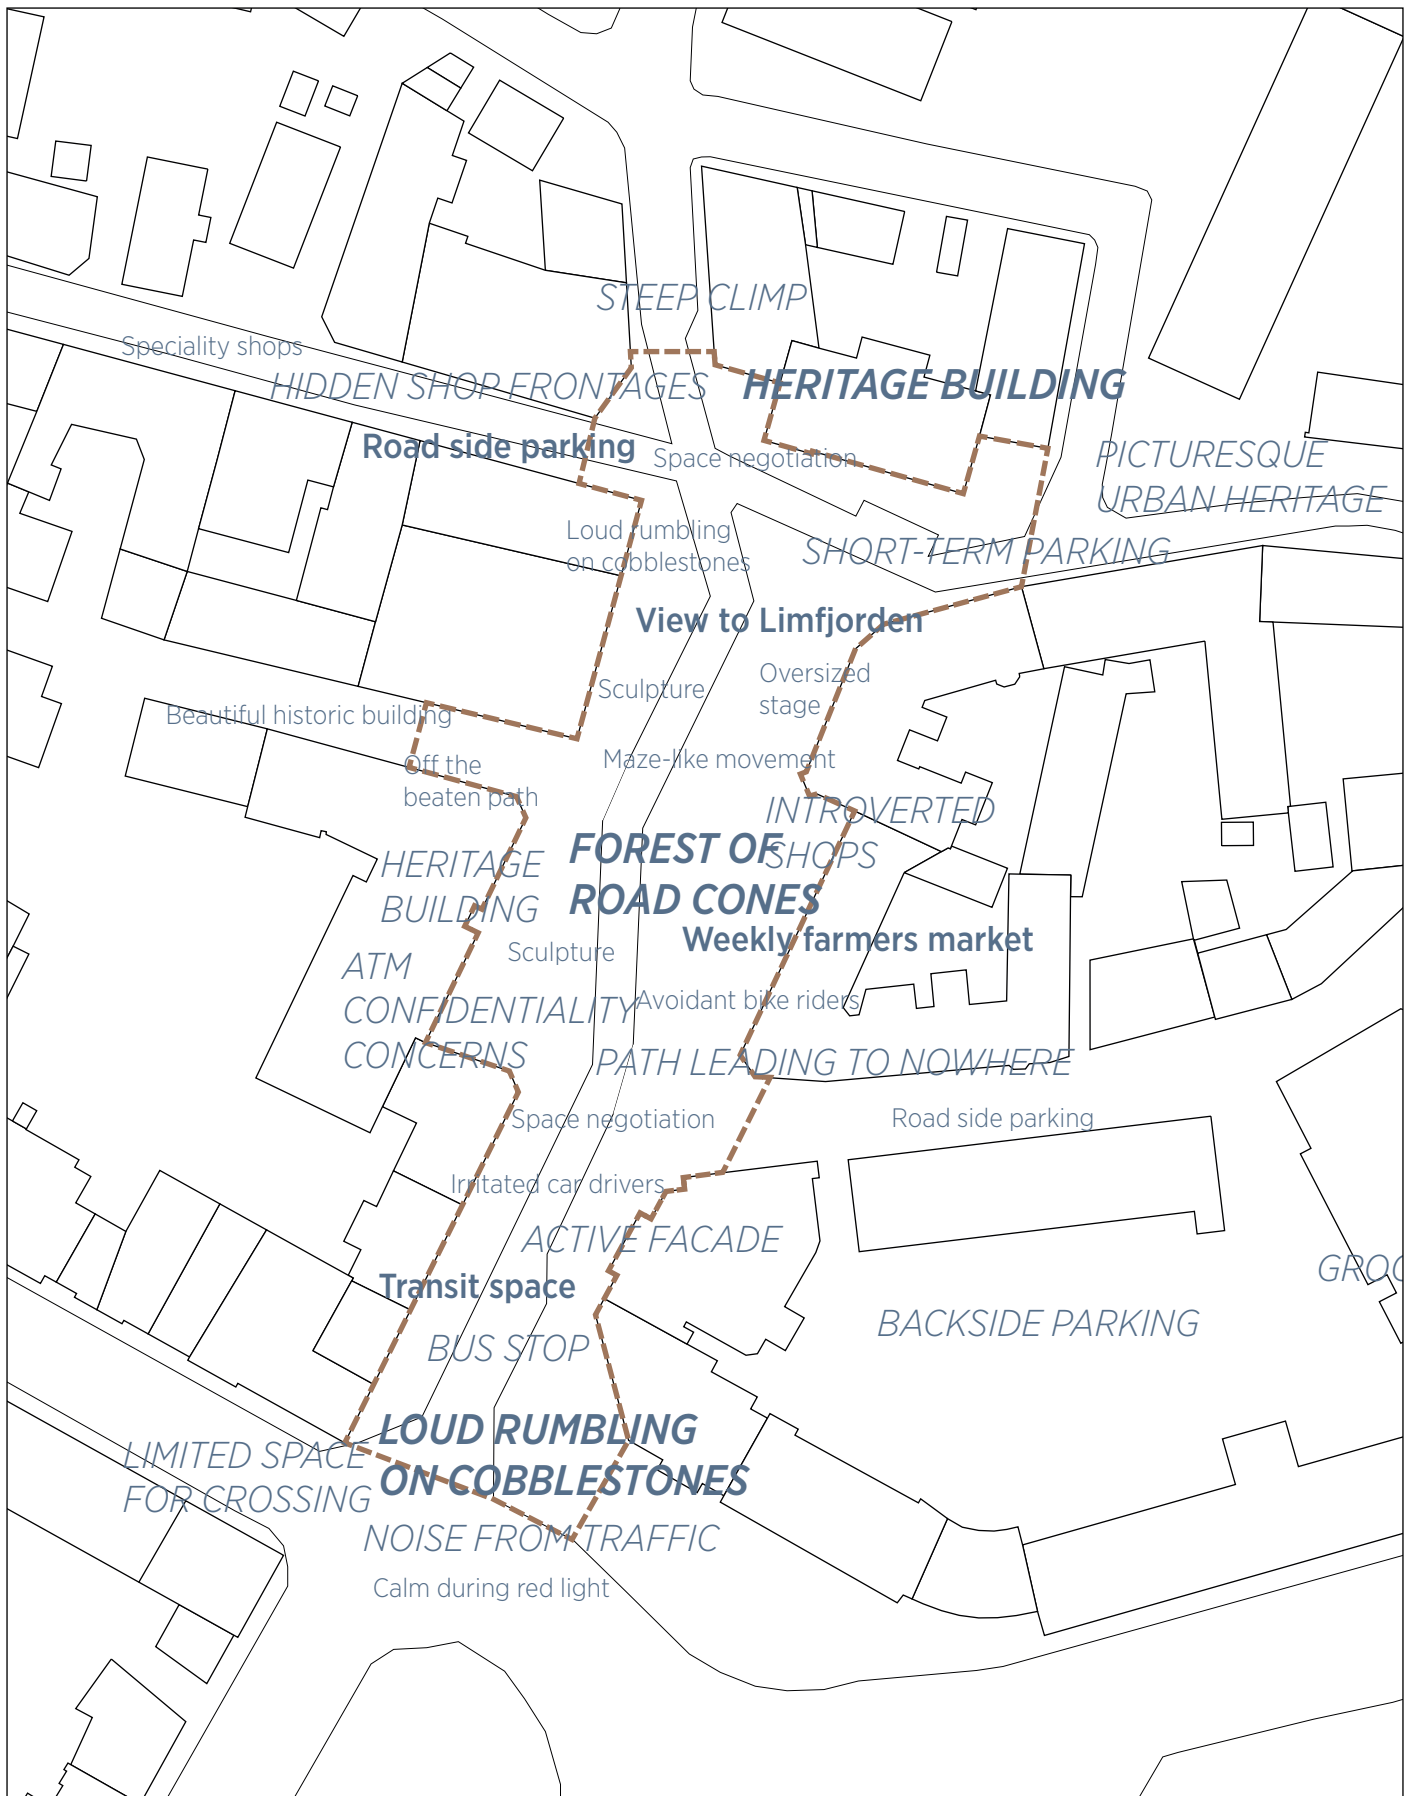 STEEP CLIMP
Speciality shops
HIDDEN SHOP FRONTAGES
HERITAGE BUILDING
Road side parking
Space negotiation
PICTURESQUE
URBAN HERITAGE
Loud rumbling
on cobblestones
SHORT-TERM PARKING
View to Limfjorden
Sculpture
Oversized
stage
Beautiful historic building
Off the
beaten path
Maze-like movement
INTROVERTED
SHOPS
FOREST OF
ROAD CONES
HERITAGE
BUILDING
Weekly farmers market
Sculpture
ATM
CONFIDENTIALITY
CONCERNS
Avoidant bike riders
PATH LEADING TO NOWHERE
Space negotiation
Road side parking
Irritated car drivers
ACTIVE FACADE
GROC
Transit space
BACKSIDE PARKING
BUS STOP
LOUD RUMBLING
ON COBBLESTONES
LIMITED SPACE
FOR CROSSING
NOISE FROM TRAFFIC
Calm during red light